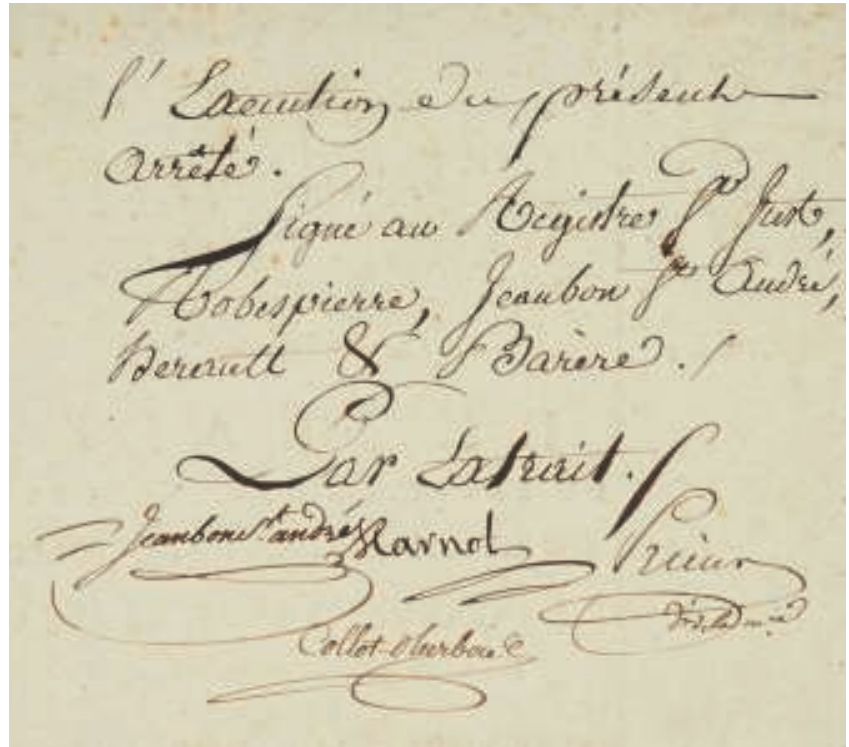 l'Execution du présent
arrêté.
Signé au Registre St Just,
Robespierre, Jeanbon St André,
herault & Barère.
Par Extrait.
Jeanbon St andré Carnot Prieur
Collot d'herbois